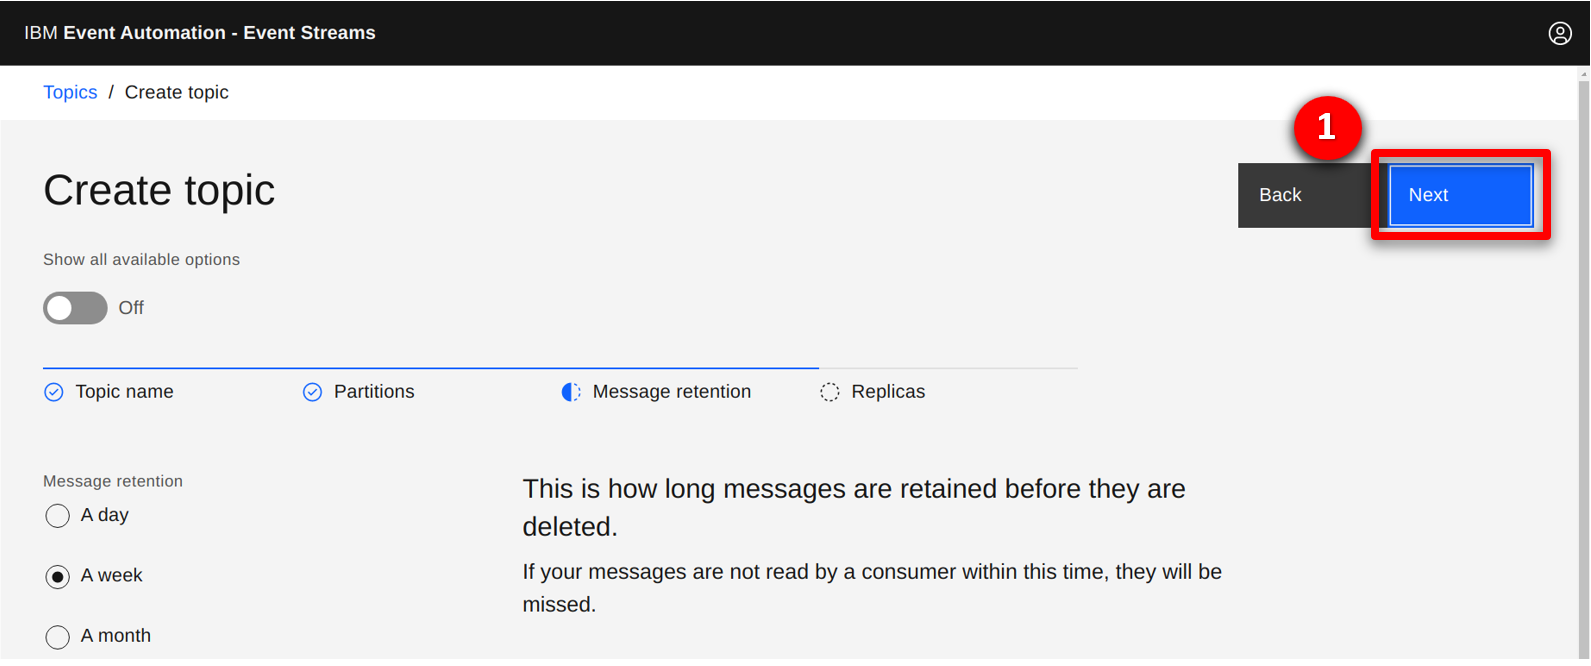 IBM Event Automation - Event Streams
Topics / Create topic
1
Create topic
Back
Next
Show all available options
Off
Topic name
Partitions
Message retention
Replicas
Message retention
A day
A week
A month
This is how long messages are retained before they are
deleted.
If your messages are not read by a consumer within this time, they will be
missed.